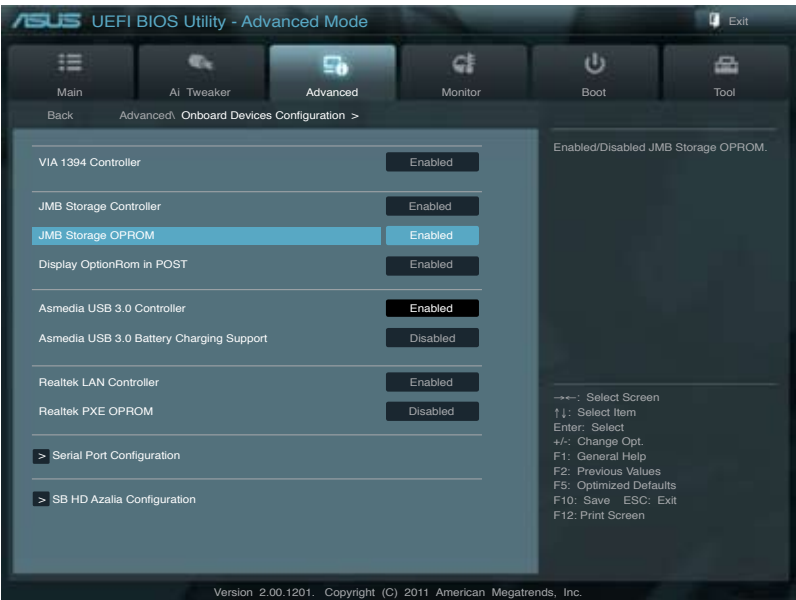 ASUS UEFI BIOS Utility - Advanced Mode
Exit
Main
Ai Tweaker
Advanced
Monitor
Boot
Tool
Back
Advanced\ Onboard Devices Configuration >
VIA 1394 Controller Enabled
JMB Storage Controller Enabled
JMB Storage OPROM Enabled
Display OptionRom in POST Enabled
Asmedia USB 3.0 Controller Enabled
Asmedia USB 3.0 Battery Charging Support Disabled
Realtek LAN Controller Enabled
Realtek PXE OPROM Disabled
> Serial Port Configuration
> SB HD Azalia Configuration
Enabled/Disabled JMB Storage OPROM.
→←: Select Screen
↑↓: Select Item
Enter: Select
+/-: Change Opt.
F1: General Help
F2: Previous Values
F5: Optimized Defaults
F10: Save ESC: Exit
F12: Print Screen
Version 2.00.1201. Copyright (C) 2011 American Megatrends, Inc.